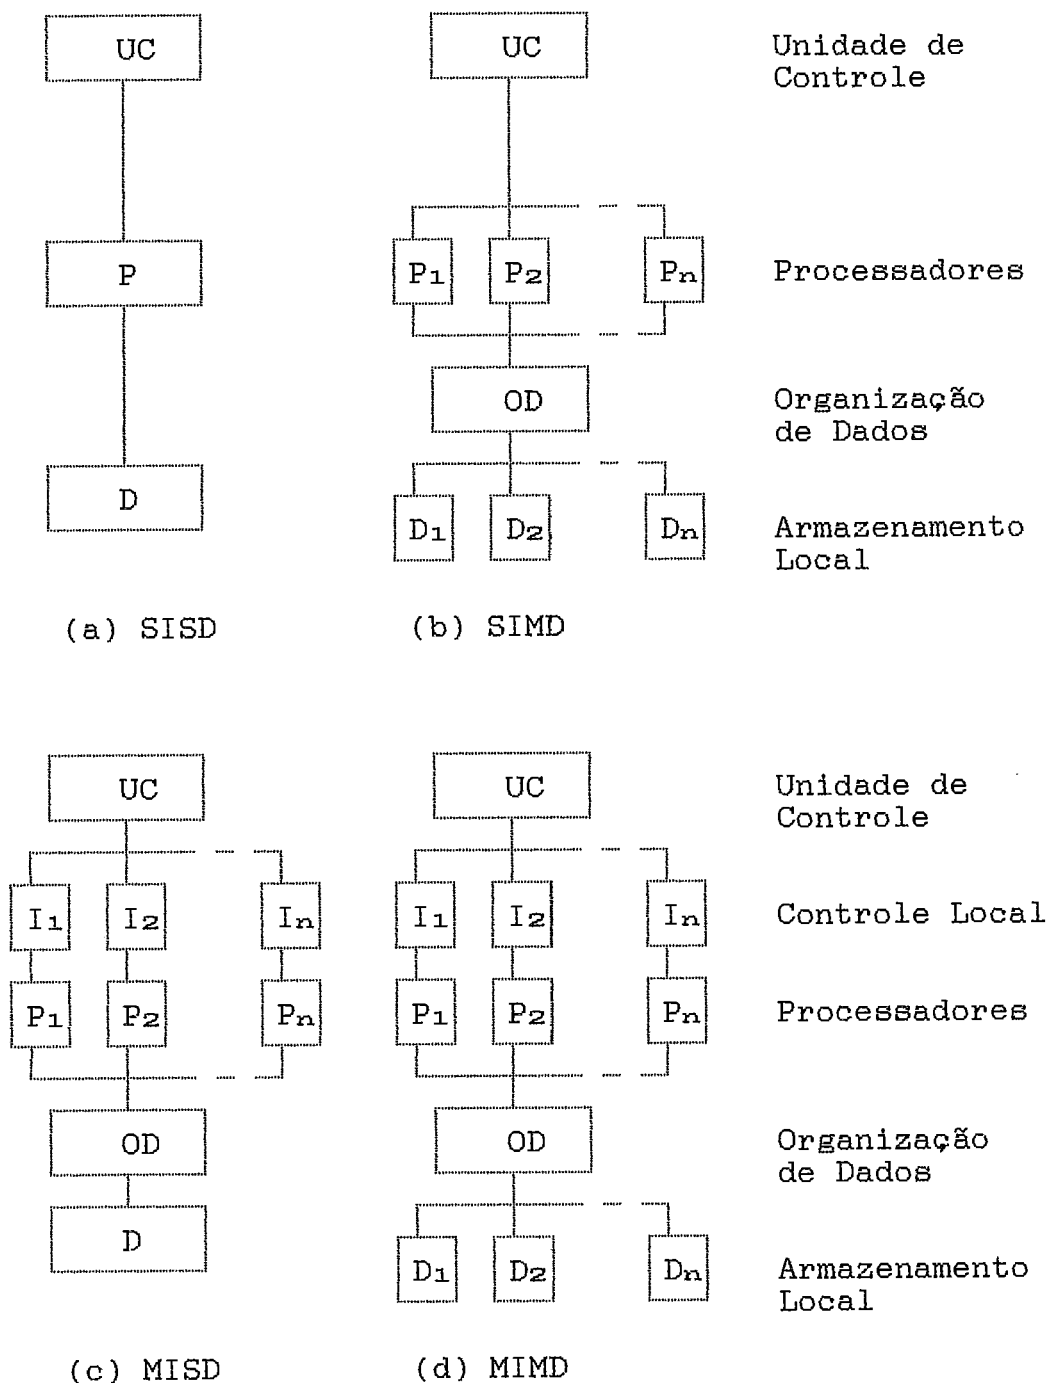 UC UC Unidade de
Controle
P P1 P2 Pn Processadores
OD Organização
de Dados
D D1 D2 Dn Armazenamento
Local
(a) SISD (b) SIMD
UC UC Unidade de
Controle
I1 I2 In I1 I2 In Controle Local
P1 P2 Pn P1 P2 Pn Processadores
OD OD Organização
de Dados
D D1 D2 Dn Armazenamento
Local
(c) MISD (d) MIMD